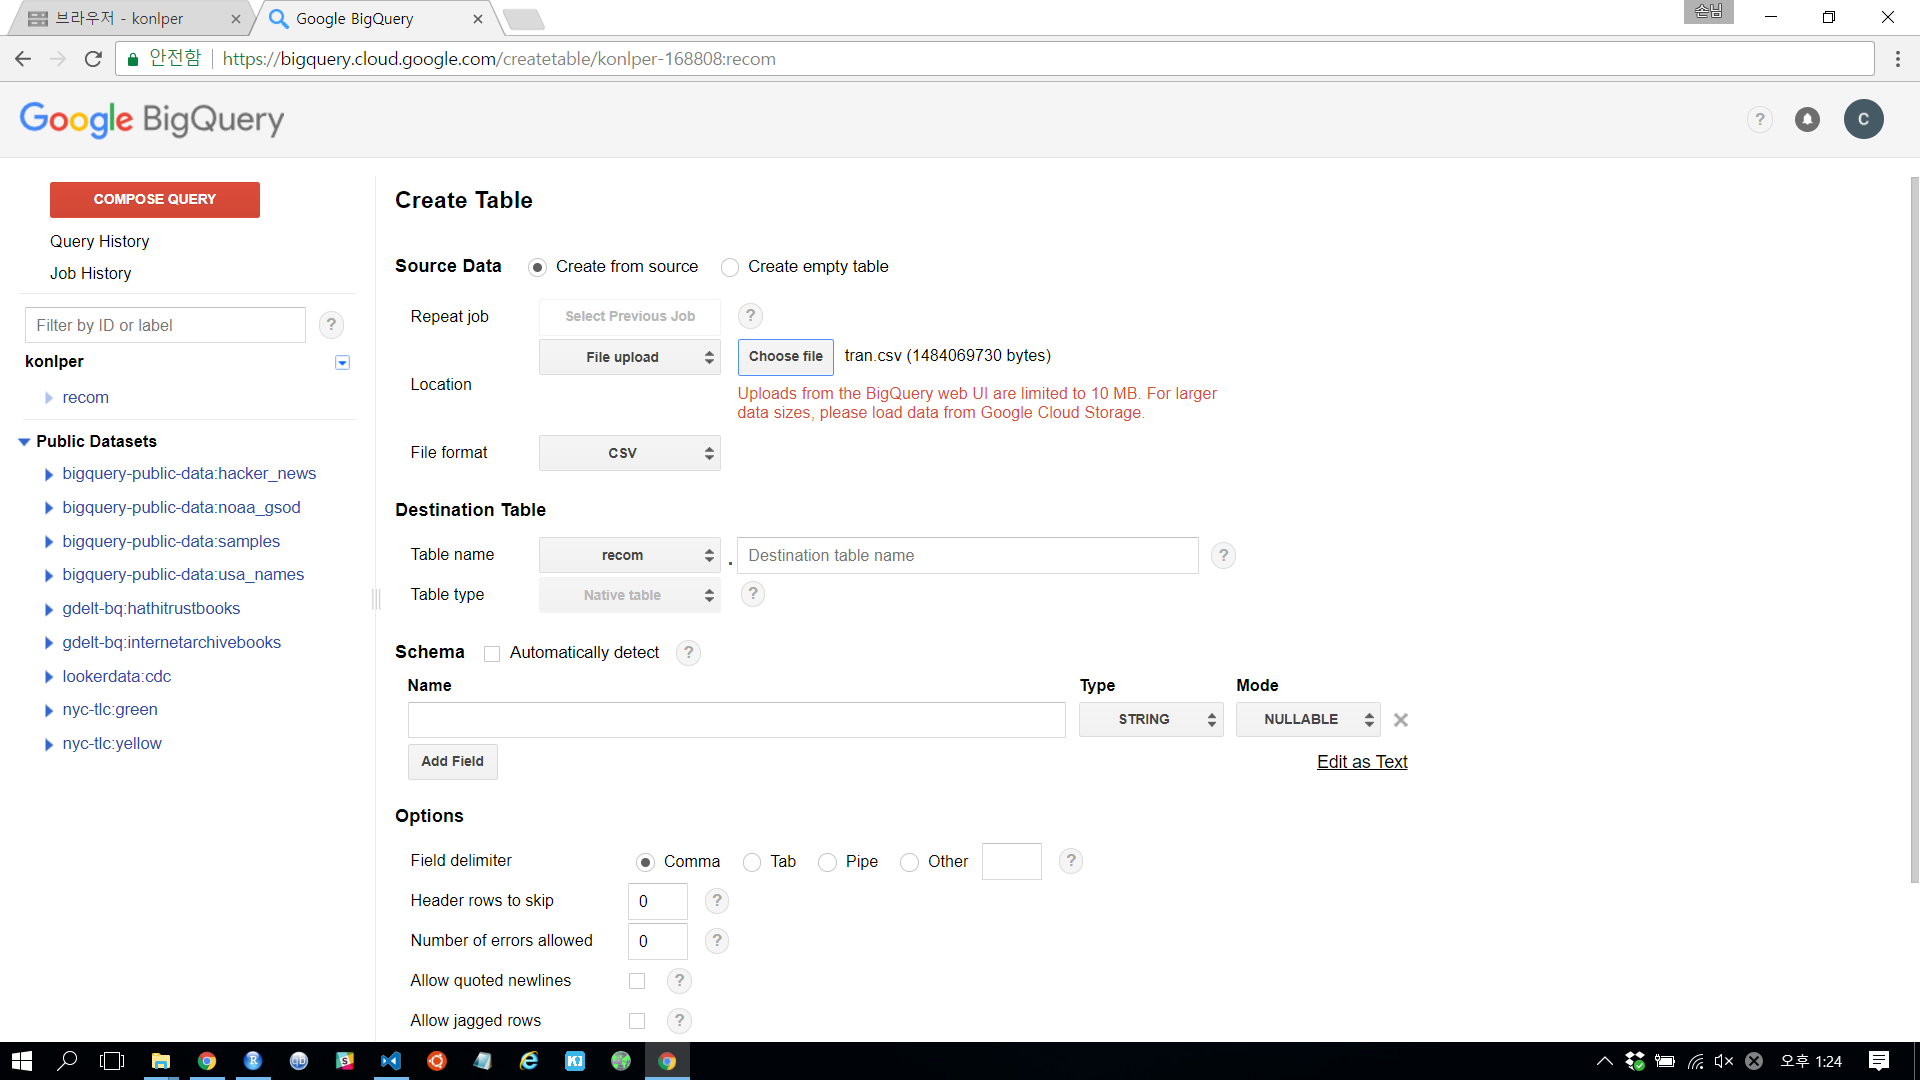 브라우저 - konlper
Google BigQuery
손님
안전함
https://bigquery.cloud.google.com/createtable/konlper-168808:recom
Google BigQuery
?
C
COMPOSE QUERY
Query History
Job History
Filter by ID or label
?
konlper
recom
Public Datasets
bigquery-public-data:hacker_news
bigquery-public-data:noaa_gsod
bigquery-public-data:samples
bigquery-public-data:usa_names
gdelt-bq:hathitrustbooks
gdelt-bq:internetarchivebooks
lookerdata:cdc
nyc-tlc:green
nyc-tlc:yellow
Create Table
Source Data Create from source Create empty table
Repeat job Select Previous Job ?
File upload Choose file tran.csv (1484069730 bytes)
Location
Uploads from the BigQuery web UI are limited to 10 MB. For larger
data sizes, please load data from Google Cloud Storage.
File format CSV
Destination Table
Table name recom . Destination table name ?
Table type Native table ?
Schema Automatically detect ?
Name Type Mode
STRING NULLABLE
Add Field Edit as Text
Options
Field delimiter Comma Tab Pipe Other ?
Header rows to skip 0 ?
Number of errors allowed 0 ?
Allow quoted newlines ?
Allow jagged rows ?
오후 1:24